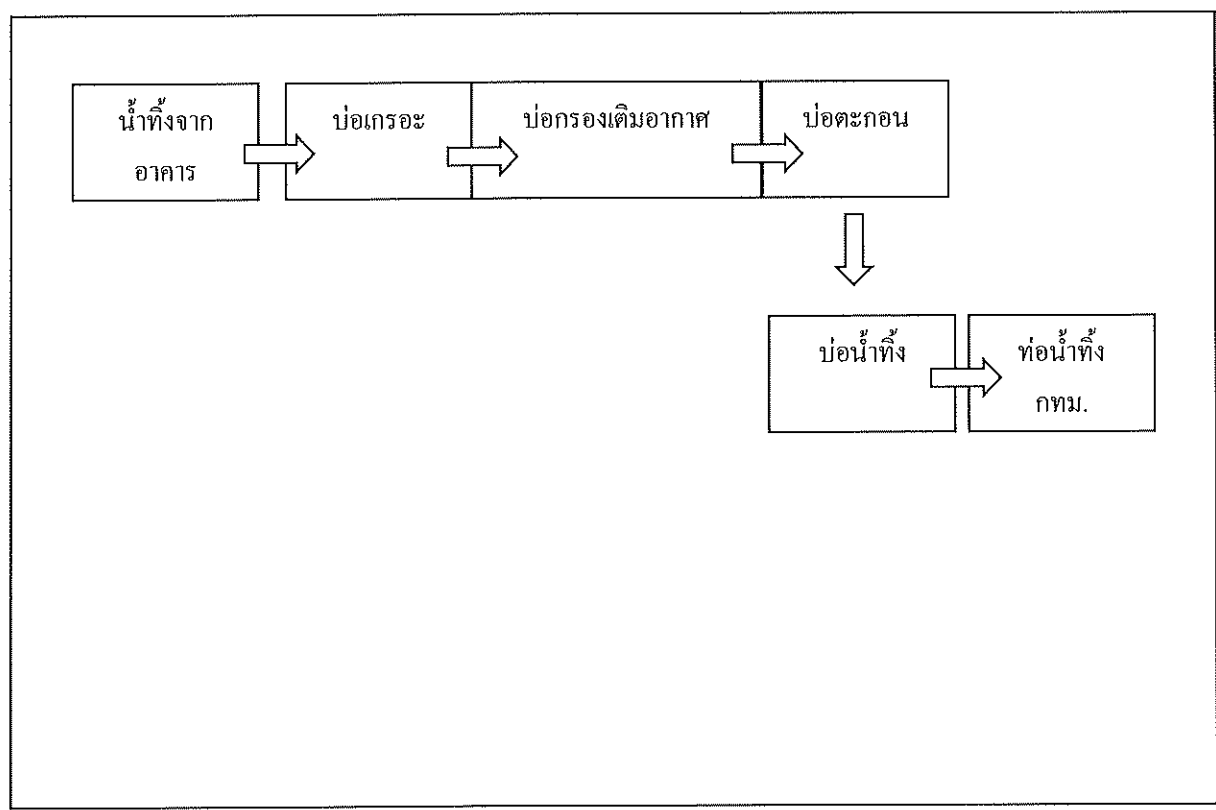 น้ำทิ้งจาก
อาคาร
บ่อเกรอะ
บ่อกรองเติมอากาศ
บ่อตะกอน
บ่อน้ำทิ้ง
ท่อน้ำทิ้ง
กทม.